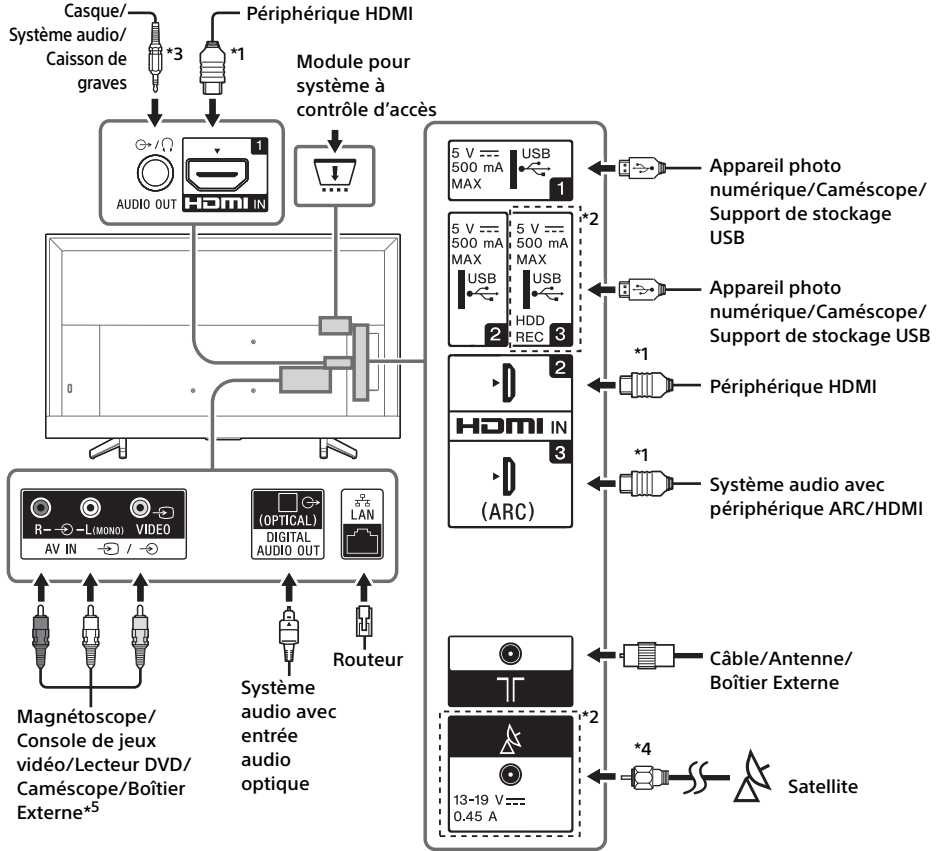 Casque/
Système audio/
Caisson de
graves
*3
*1
Périphérique HDMI
Module pour
système à
contrôle d'accès
1
AUDIO OUT
HDMI IN
5 V
500 mA
MAX
USB
1
Appareil photo
numérique/Caméscope/
Support de stockage
USB
*2
5 V
500 mA
MAX
USB
2
5 V
500 mA
MAX
USB
HDD
REC 3
Appareil photo
numérique/Caméscope/
Support de stockage USB
2
*1
Périphérique HDMI
HDMI IN
3
(ARC)
*1
Système audio avec
périphérique ARC/HDMI
R- -L(MONO) VIDEO
AV IN /
(OPTICAL)
DIGITAL
AUDIO OUT
LAN
Routeur
Système
audio avec
entrée
audio
optique
Magnétoscope/
Console de jeux
vidéo/Lecteur DVD/
Caméscope/Boîtier
Externe*5
Câble/Antenne/
Boîtier Externe
*2
13-19 V
0.45 A
*4
Satellite